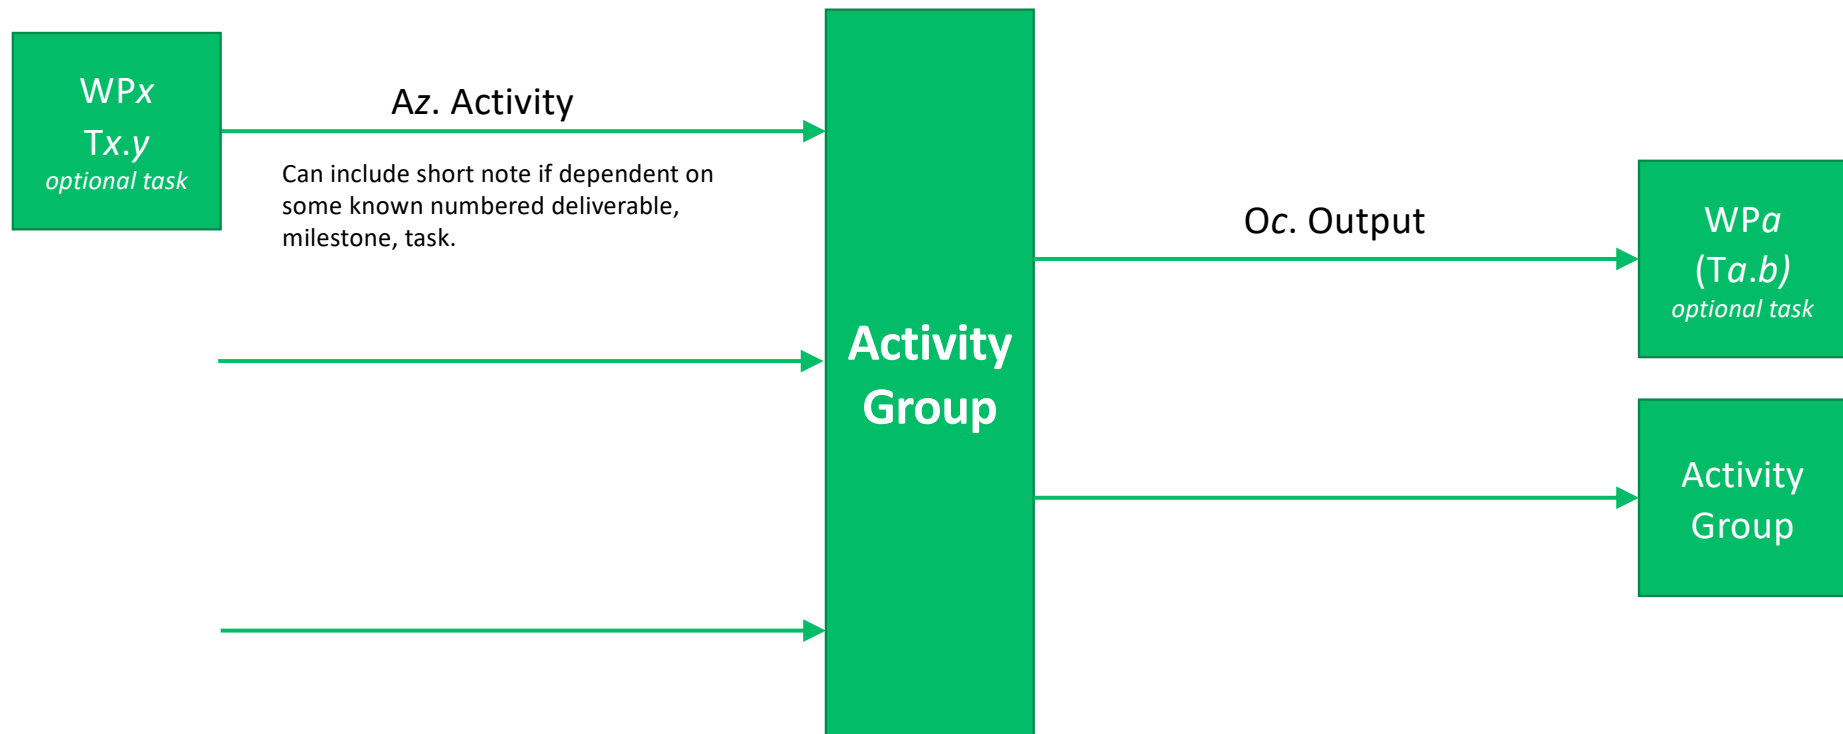 WPx
Tx.y
optional task
Az. Activity
Can include short note if dependent on
some known numbered deliverable,
milestone, task.
Activity
Group
Oc. Output
WPa
(Ta.b)
optional task
Activity
Group